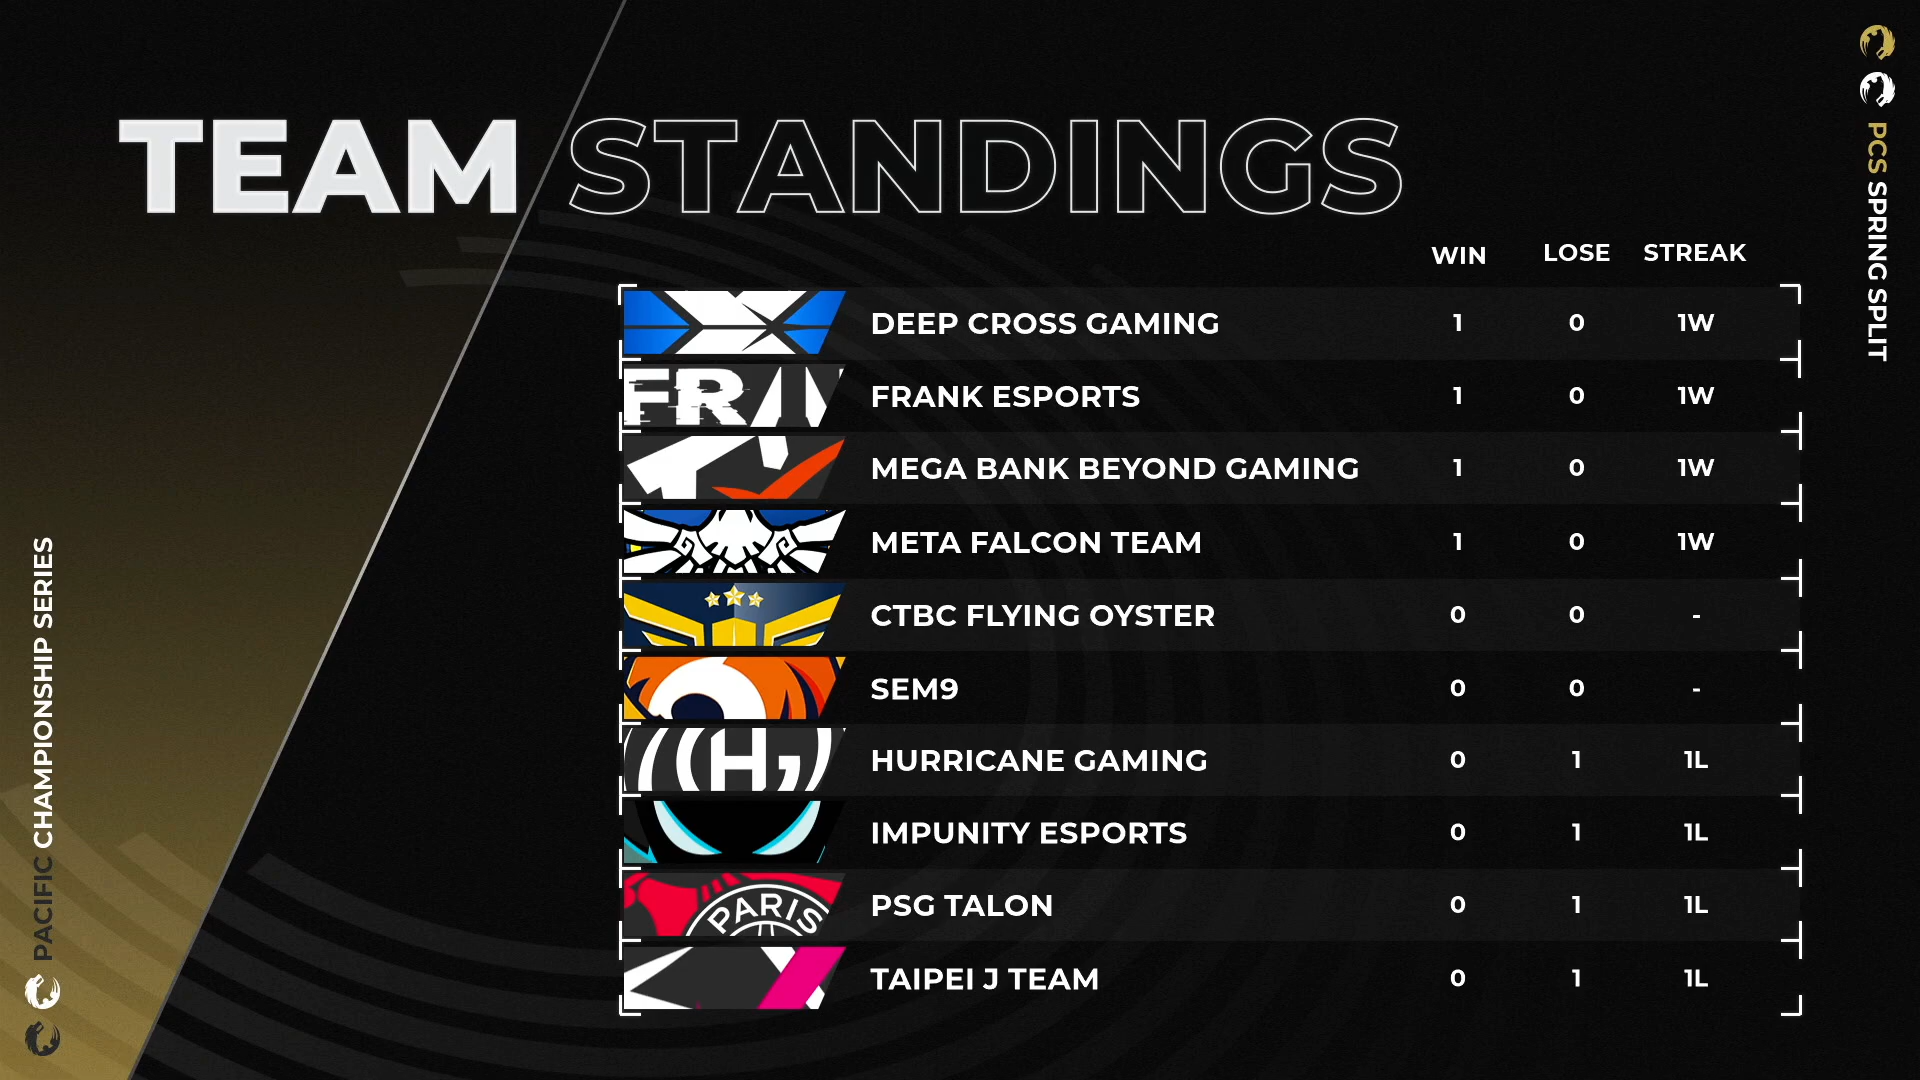 TEAM STANDINGS
WIN LOSE STREAK
DEEP CROSS GAMING 1 0 1W
FRANK ESPORTS 1 0 1W
MEGA BANK BEYOND GAMING 1 0 1W
META FALCON TEAM 1 0 1W
CTBC FLYING OYSTER 0 0 -
SEM9 0 0 -
HURRICANE GAMING 0 1 1L
IMPUNITY ESPORTS 0 1 1L
PSG TALON 0 1 1L
TAIPEI J TEAM 0 1 1L
FRA
H
PARIS
PACIFIC CHAMPIONSHIP SERIES
PCS SPRING SPLIT